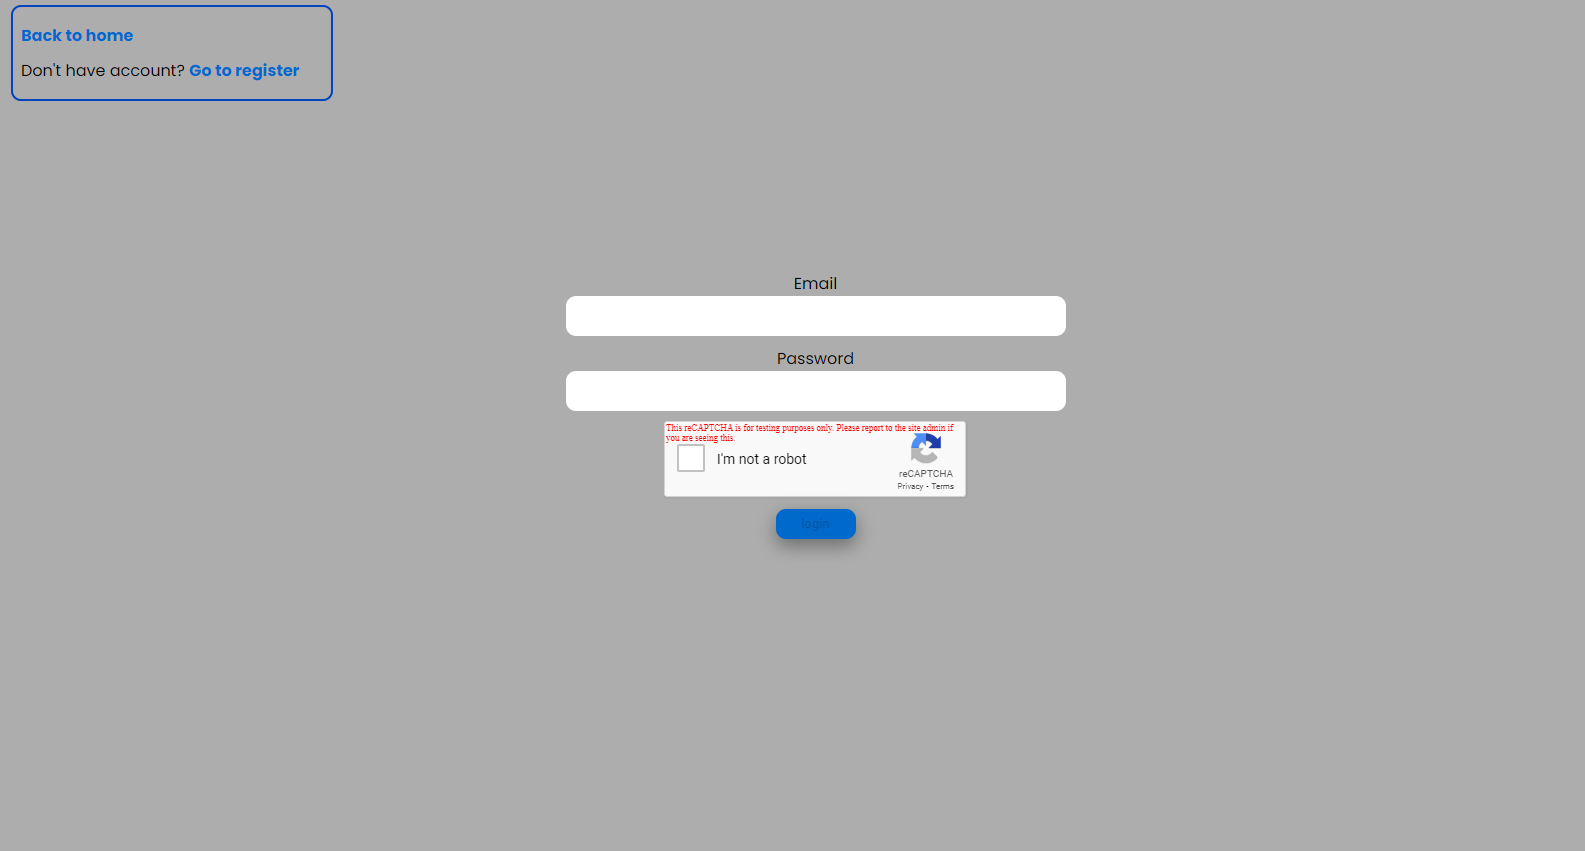 Back to home
Don't have account? Go to register
Email
Password
This reCAPTCHA is for testing purposes only. Please report to the site admin if
you are seeing this.
I'm not a robot
reCAPTCHA
Privacy - Terms
login